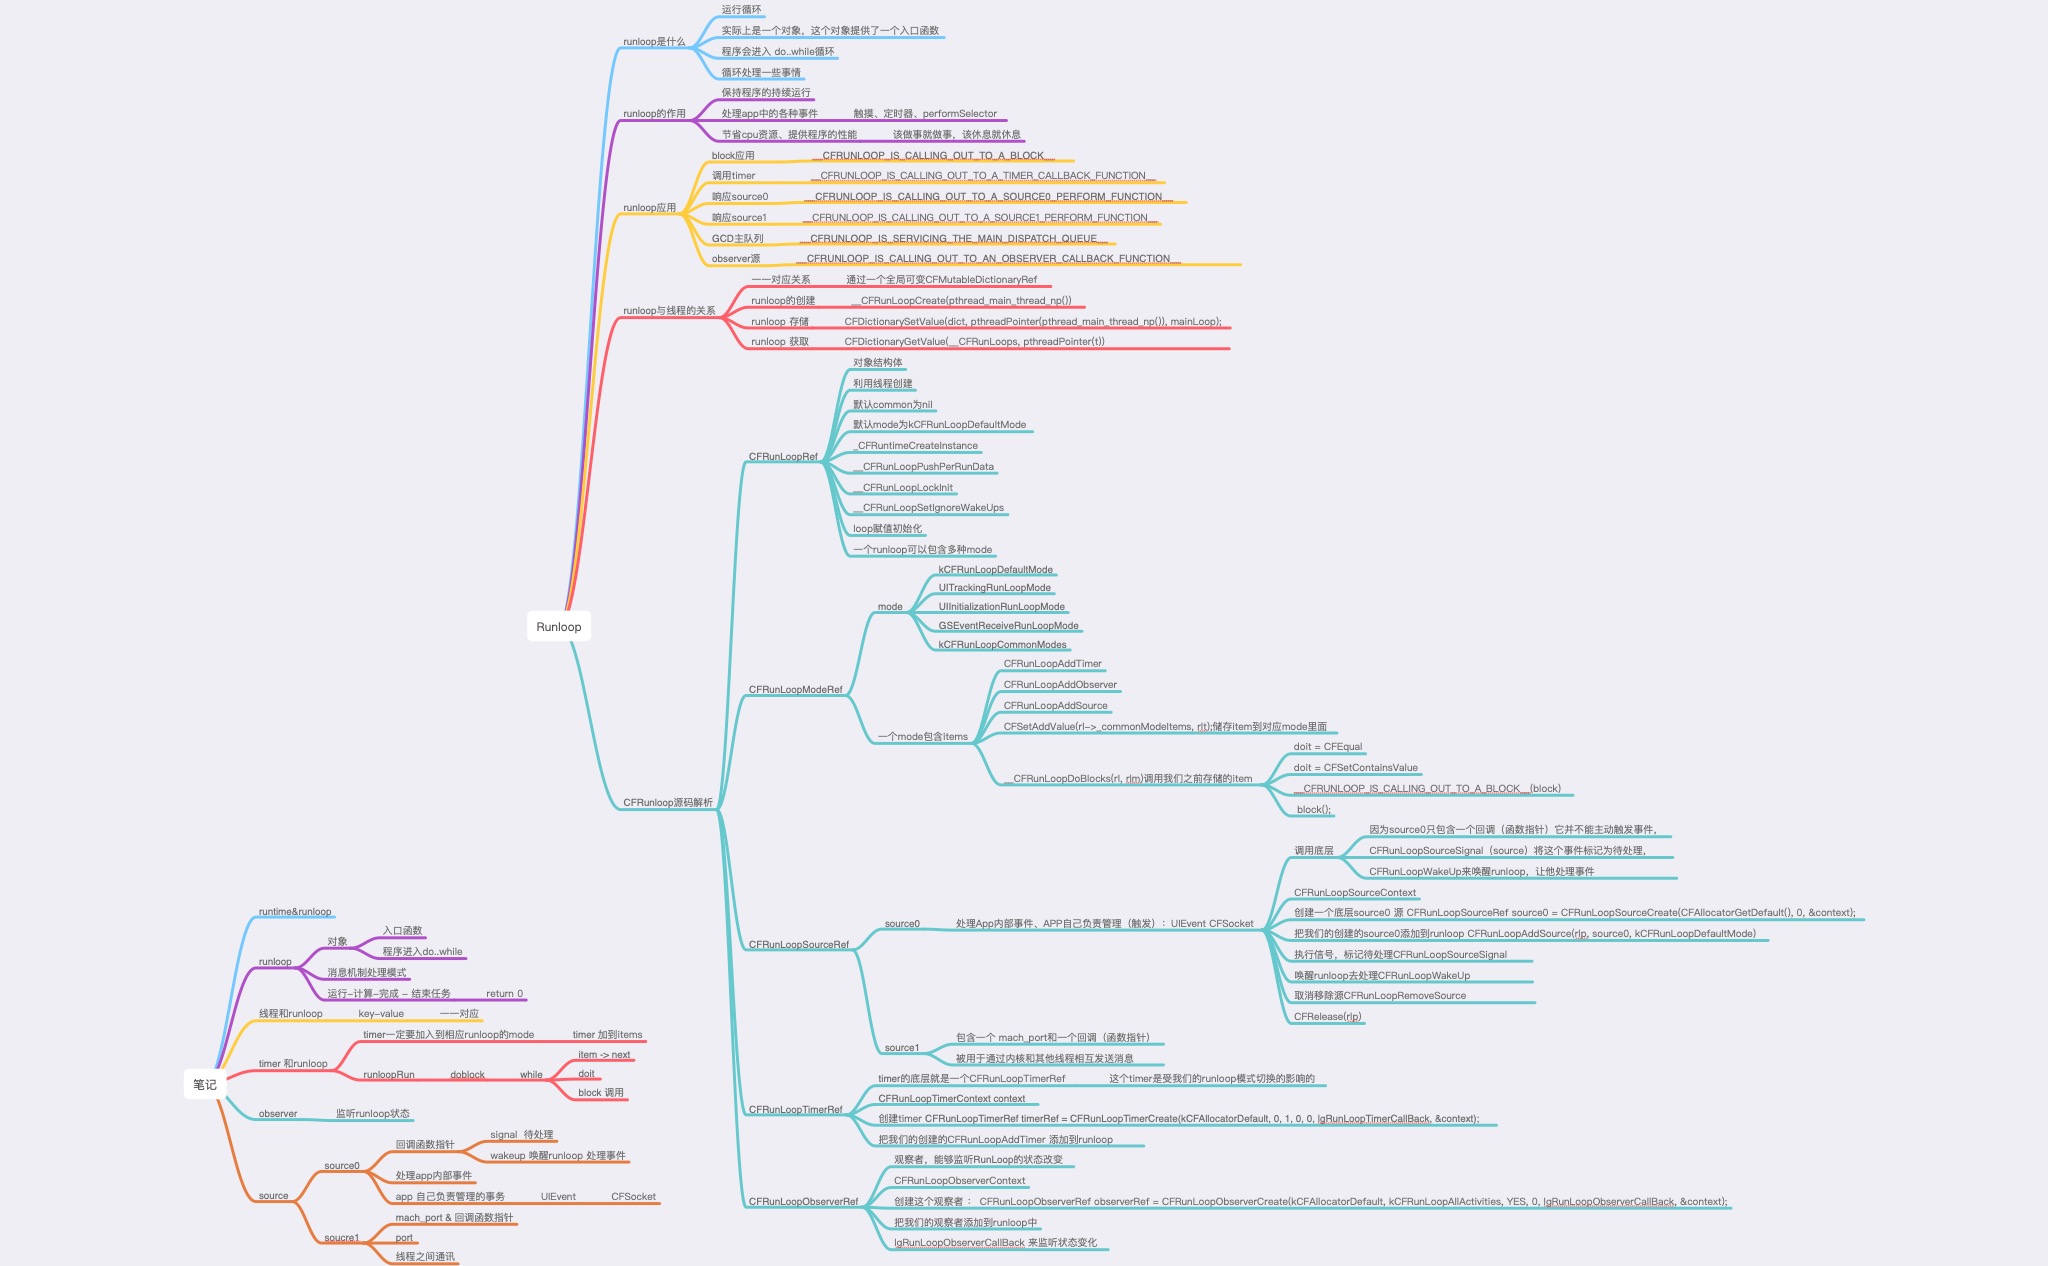 Runloop
runloop是什么
运行循环
实际上是一个对象，这个对象提供了一个入口函数
程序会进入 do..while循环
循环处理一些事情
runloop的作用
保持程序的持续运行
处理app中的各种事件 触摸、定时器、performSelector
节省cpu资源、提供程序的性能 该做事就做事，该休息就休息
runloop应用
block应用 __CFRUNLOOP_IS_CALLING_OUT_TO_A_BLOCK__
调用timer __CFRUNLOOP_IS_CALLING_OUT_TO_A_TIMER_CALLBACK_FUNCTION__
响应source0 __CFRUNLOOP_IS_CALLING_OUT_TO_A_SOURCE0_PERFORM_FUNCTION__
响应source1 __CFRUNLOOP_IS_CALLING_OUT_TO_A_SOURCE1_PERFORM_FUNCTION__
GCD主队列 __CFRUNLOOP_IS_SERVICING_THE_MAIN_DISPATCH_QUEUE__
observer源 __CFRUNLOOP_IS_CALLING_OUT_TO_AN_OBSERVER_CALLBACK_FUNCTION__
runloop与线程的关系
一一对应关系 通过一个全局可变CFMutableDictionaryRef
runloop的创建 __CFRunLoopCreate(pthread_main_thread_np())
runloop 存储 CFDictionarySetValue(dict, pthreadPointer(pthread_main_thread_np()), mainLoop);
runloop 获取 CFDictionaryGetValue(__CFRunLoops, pthreadPointer(t))
CFRunloop源码解析
CFRunLoopRef
对象结构体
利用线程创建
默认common为nil
默认mode为kCFRunLoopDefaultMode
_CFRuntimeCreateInstance
__CFRunLoopPushPerRunData
__CFRunLoopLockInit
__CFRunLoopSetIgnoreWakeUps
loop赋值初始化
一个runloop可以包含多种mode
CFRunLoopModeRef
mode
kCFRunLoopDefaultMode
UITrackingRunLoopMode
UIInitializationRunLoopMode
GSEventReceiveRunLoopMode
kCFRunLoopCommonModes
一个mode包含items
CFRunLoopAddTimer
CFRunLoopAddObserver
CFRunLoopAddSource
CFSetAddValue(rl->_commonModeItems, rlt);储存item到对应mode里面
__CFRunLoopDoBlocks(rl, rlm)调用我们之前存储的item
doit = CFEqual
doit = CFSetContainsValue
__CFRUNLOOP_IS_CALLING_OUT_TO_A_BLOCK__(block)
block();
CFRunLoopSourceRef
source0 处理App内部事件、APP自己负责管理（触发）：UIEvent CFSocket
调用底层
因为source0只包含一个回调（函数指针）它并不能主动触发事件，
CFRunLoopSourceSignal（source）将这个事件标记为待处理，
CFRunLoopWakeUp来唤醒runloop，让他处理事件
CFRunLoopSourceContext
创建一个底层source0 源 CFRunLoopSourceRef source0 = CFRunLoopSourceCreate(CFAllocatorGetDefault(), 0, &context);
把我们的创建的source0添加到runloop CFRunLoopAddSource(rlp, source0, kCFRunLoopDefaultMode)
执行信号，标记待处理CFRunLoopSourceSignal
唤醒runloop去处理CFRunLoopWakeUp
取消移除源CFRunLoopRemoveSource
CFRelease(rlp)
source1
包含一个 mach_port和一个回调（函数指针）
被用于通过内核和其他线程相互发送消息
CFRunLoopTimerRef
timer的底层就是一个CFRunLoopTimerRef 这个timer是受我们的runloop模式切换的影响的
CFRunLoopTimerContext context
创建timer CFRunLoopTimerRef timerRef = CFRunLoopTimerCreate(kCFAllocatorDefault, 0, 1, 0, 0, lgRunLoopTimerCallBack, &context);
把我们的创建的CFRunLoopAddTimer 添加到runloop
CFRunLoopObserverRef
观察者，能够监听RunLoop的状态改变
CFRunLoopObserverContext
创建这个观察者： CFRunLoopObserverRef observerRef = CFRunLoopObserverCreate(kCFAllocatorDefault, kCFRunLoopAllActivities, YES, 0, lgRunLoopObserverCallBack, &context);
把我们的观察者添加到runloop中
lgRunLoopObserverCallBack 来监听状态变化
笔记
runtime&runloop
runloop
对象
入口函数
程序进入do..while
消息机制处理模式
运行-计算-完成 - 结束任务 return 0
线程和runloop key-value 一一对应
timer 和runloop
timer一定要加入到相应runloop的mode timer 加到items
runloopRun doblock while
item -> next
doit
block 调用
observer 监听runloop状态
source
source0
回调函数指针
signal 待处理
wakeup 唤醒runloop 处理事件
处理app内部事件
app 自己负责管理的事务 UIEvent CFSocket
soucre1
mach_port & 回调函数指针
port
线程之间通讯